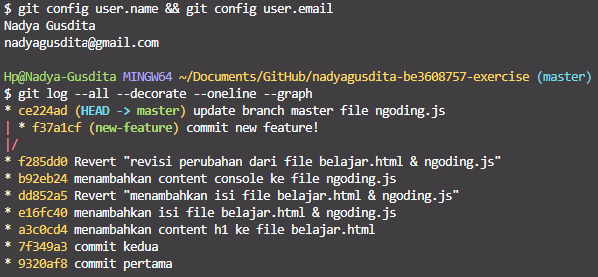 $ git config user.name && git config user.email
Nadya Gusdita
nadyagusdita@gmail.com
Hp@Nadya-Gusdita MINGW64 ~/Documents/GitHub/nadyagusdita-be3608757-exercise (master)
$ git log --all --decorate --oneline --graph
* ce224ad (HEAD -> master) update branch master file ngoding.js
| * f37a1cf (new-feature) commit new feature!
|/
* f285dd0 Revert "revisi perubahan dari file belajar.html & ngoding.js"
* b92eb24 menambahkan content console ke file ngoding.js
* dd852a5 Revert "menambahkan isi file belajar.html & ngoding.js"
* e16fc40 menambahkan isi file belajar.html & ngoding.js
* a3c0cd4 menambahkan content h1 ke file belajar.html
* 7f349a3 commit kedua
* 9320af8 commit pertama